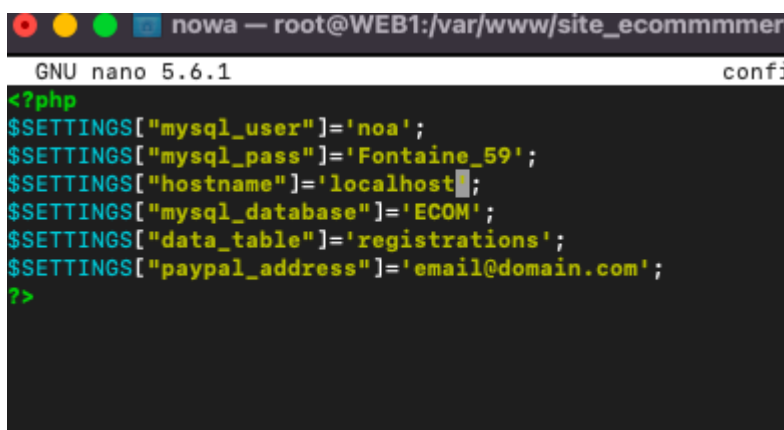 nowa — root@WEB1:/var/www/site_ecommmmer
GNU nano 5.6.1 confi
<?php
$SETTINGS["mysql_user"]='noa';
$SETTINGS["mysql_pass"]='Fontaine_59';
$SETTINGS["hostname"]='localhost';
$SETTINGS["mysql_database"]='ECOM';
$SETTINGS["data_table"]='registrations';
$SETTINGS["paypal_address"]='email@domain.com';
?>